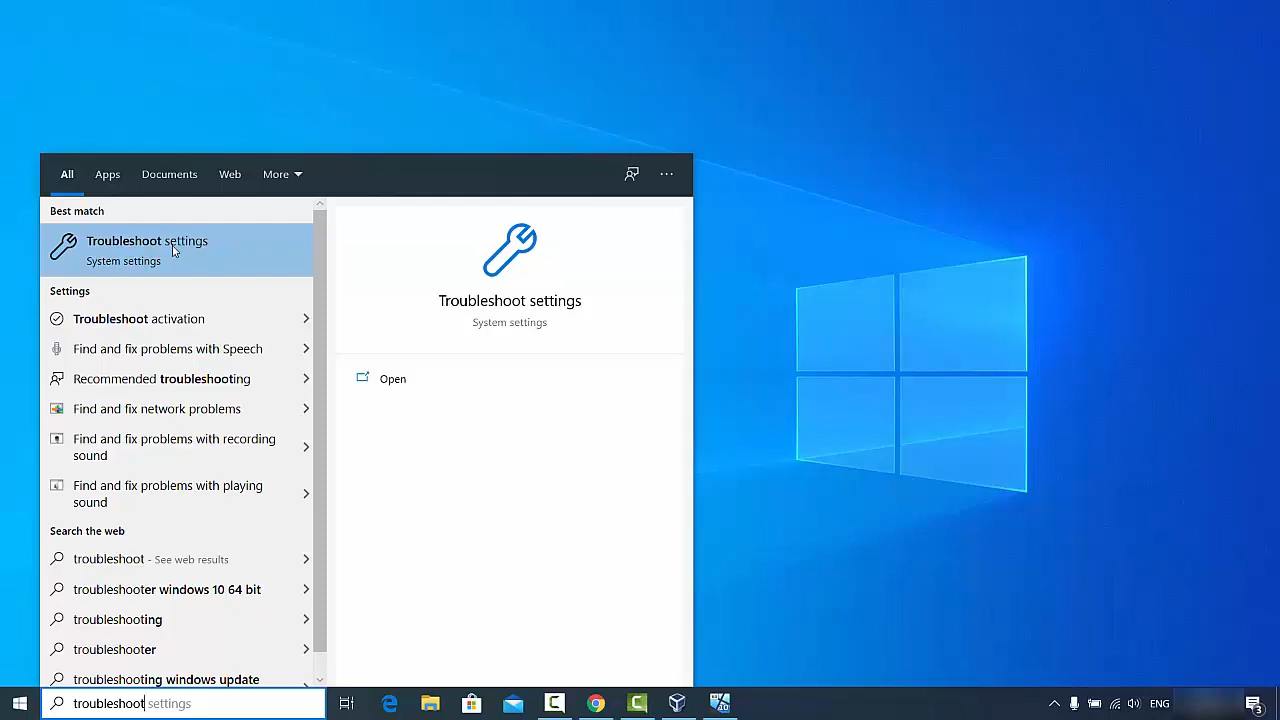 All Apps Documents Web More
Best match
Troubleshoot settings
System settings
Settings
Troubleshoot activation
Find and fix problems with Speech
Recommended troubleshooting
Find and fix network problems
Find and fix problems with recording
sound
Find and fix problems with playing
sound
Search the web
troubleshoot - See web results
troubleshooter windows 10 64 bit
troubleshooting
troubleshooter
troubleshooting windows update
Troubleshoot settings
System settings
Open
troubleshoot settings
ENG
3